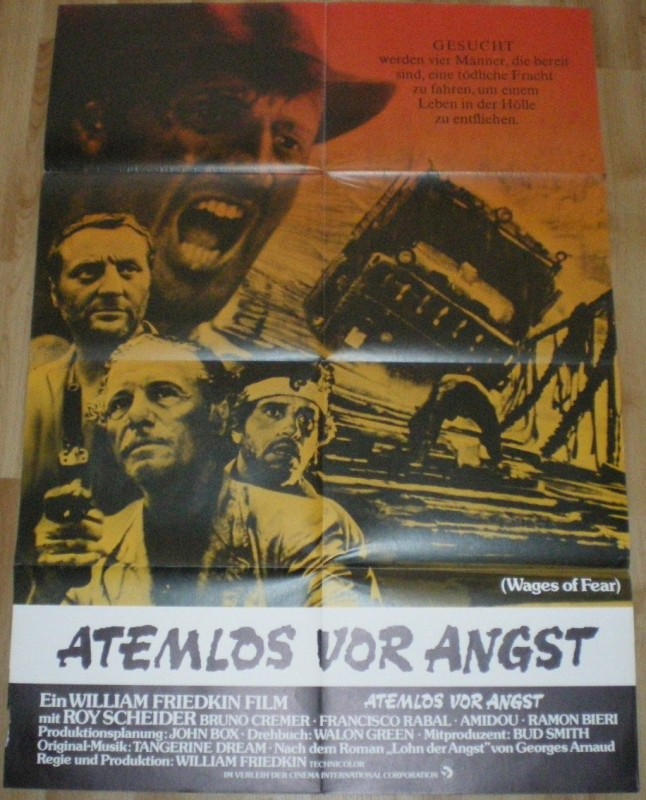 GESUCHT
werden vier Männer, die bereit
sind, eine tödliche Fracht
zu fahren, um einem
Leben in der Hölle
zu entfliehen.
(Wages of Fear)
ATEMLOS VOR ANGST
Ein WILLIAM FRIEDKIN FILM ATEMLOS VOR ANGST
mit ROY SCHEIDER BRUNO CREMER · FRANCISCO RABAL · AMIDOU · RAMON BIERI
Produktionsplanung: JOHN BOX · Drehbuch: WALON GREEN · Mitproduzent: BUD SMITH
Original-Musik: TANGERINE DREAM · Nach dem Roman „Lohn der Angst” von Georges Arnaud
Regie und Produktion: WILLIAM FRIEDKIN TECHNICOLOR
IM VERLEIH DER CINEMA INTERNATIONAL CORPORATION